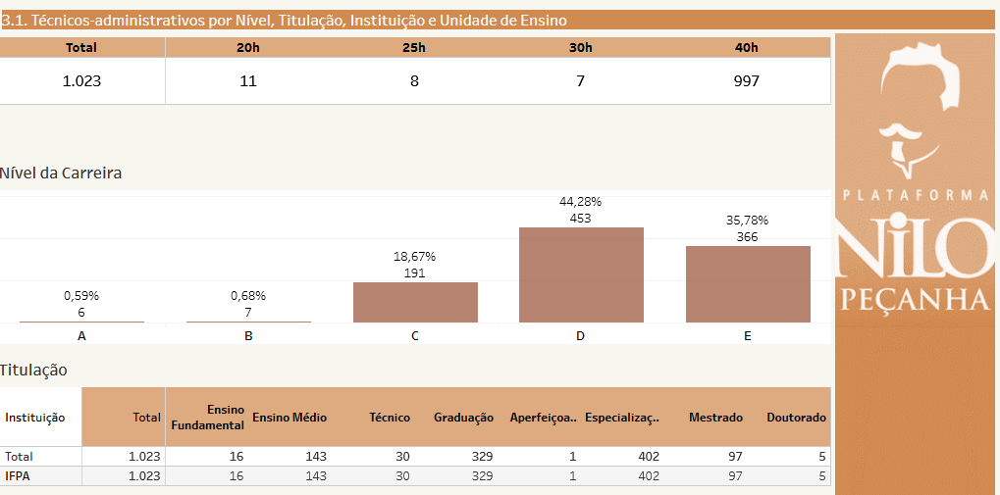 3.1. Técnicos-administrativos por Nível, Titulação, Instituição e Unidade de Ensino
Total 20h 25h 30h 40h
1.023 11 8 7 997
PLATAFORMA
NILO
PEÇANHA
Nível da Carreira
0,59% 0,68% 18,67% 44,28% 35,78%
6 7 191 453 366
A B C D E
Titulação
Instituição Total Ensino Fundamental Ensino Médio Técnico Graduação Aperfeiçoa.. Especializaç.. Mestrado Doutorado
Total 1.023 16 143 30 329 1 402 97 5
IFPA 1.023 16 143 30 329 1 402 97 5